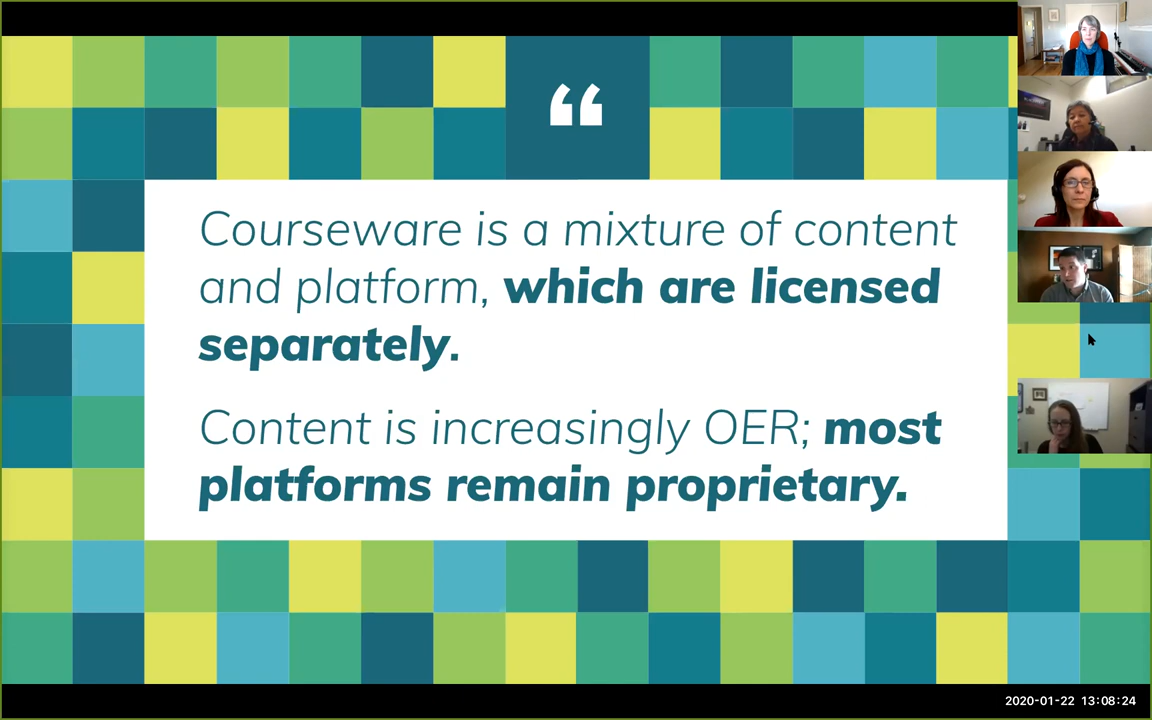 “
Courseware is a mixture of content
and platform, which are licensed
separately.
Content is increasingly OER; most
platforms remain proprietary.
2020-01-22 13:08:24